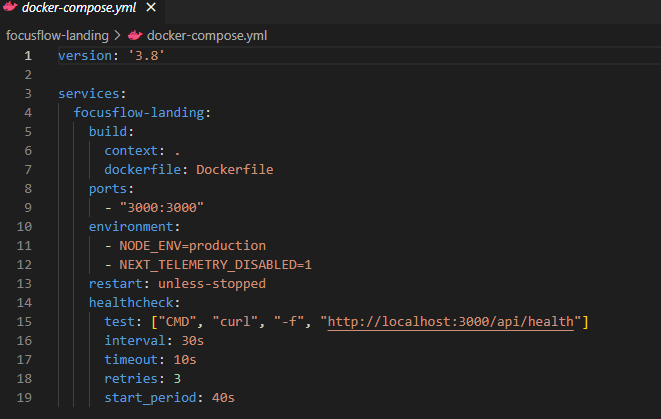 docker-compose.yml ×
focusflow-landing > docker-compose.yml
1 version: '3.8'
2
3 services:
4   focusflow-landing:
5     build:
6       context: .
7       dockerfile: Dockerfile
8     ports:
9       - "3000:3000"
10     environment:
11       - NODE_ENV=production
12       - NEXT_TELEMETRY_DISABLED=1
13     restart: unless-stopped
14     healthcheck:
15       test: ["CMD", "curl", "-f", "http://localhost:3000/api/health"]
16       interval: 30s
17       timeout: 10s
18       retries: 3
19       start_period: 40s